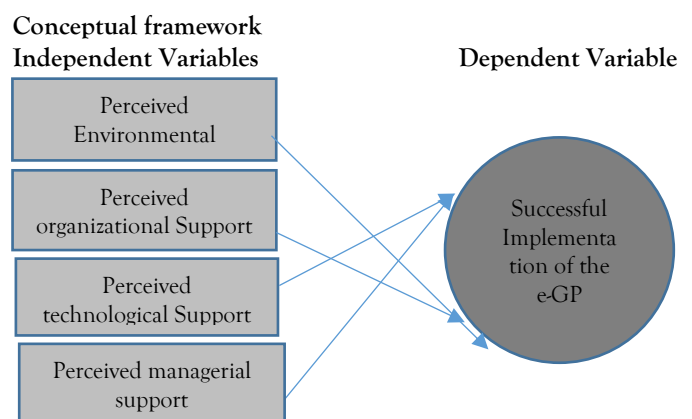 Conceptual framework
Independent Variables
Dependent Variable
Perceived
Environmental
Perceived
organizational Support
Perceived
technological Support
Perceived managerial
support
Successful
Implementa
tion of the
e-GP